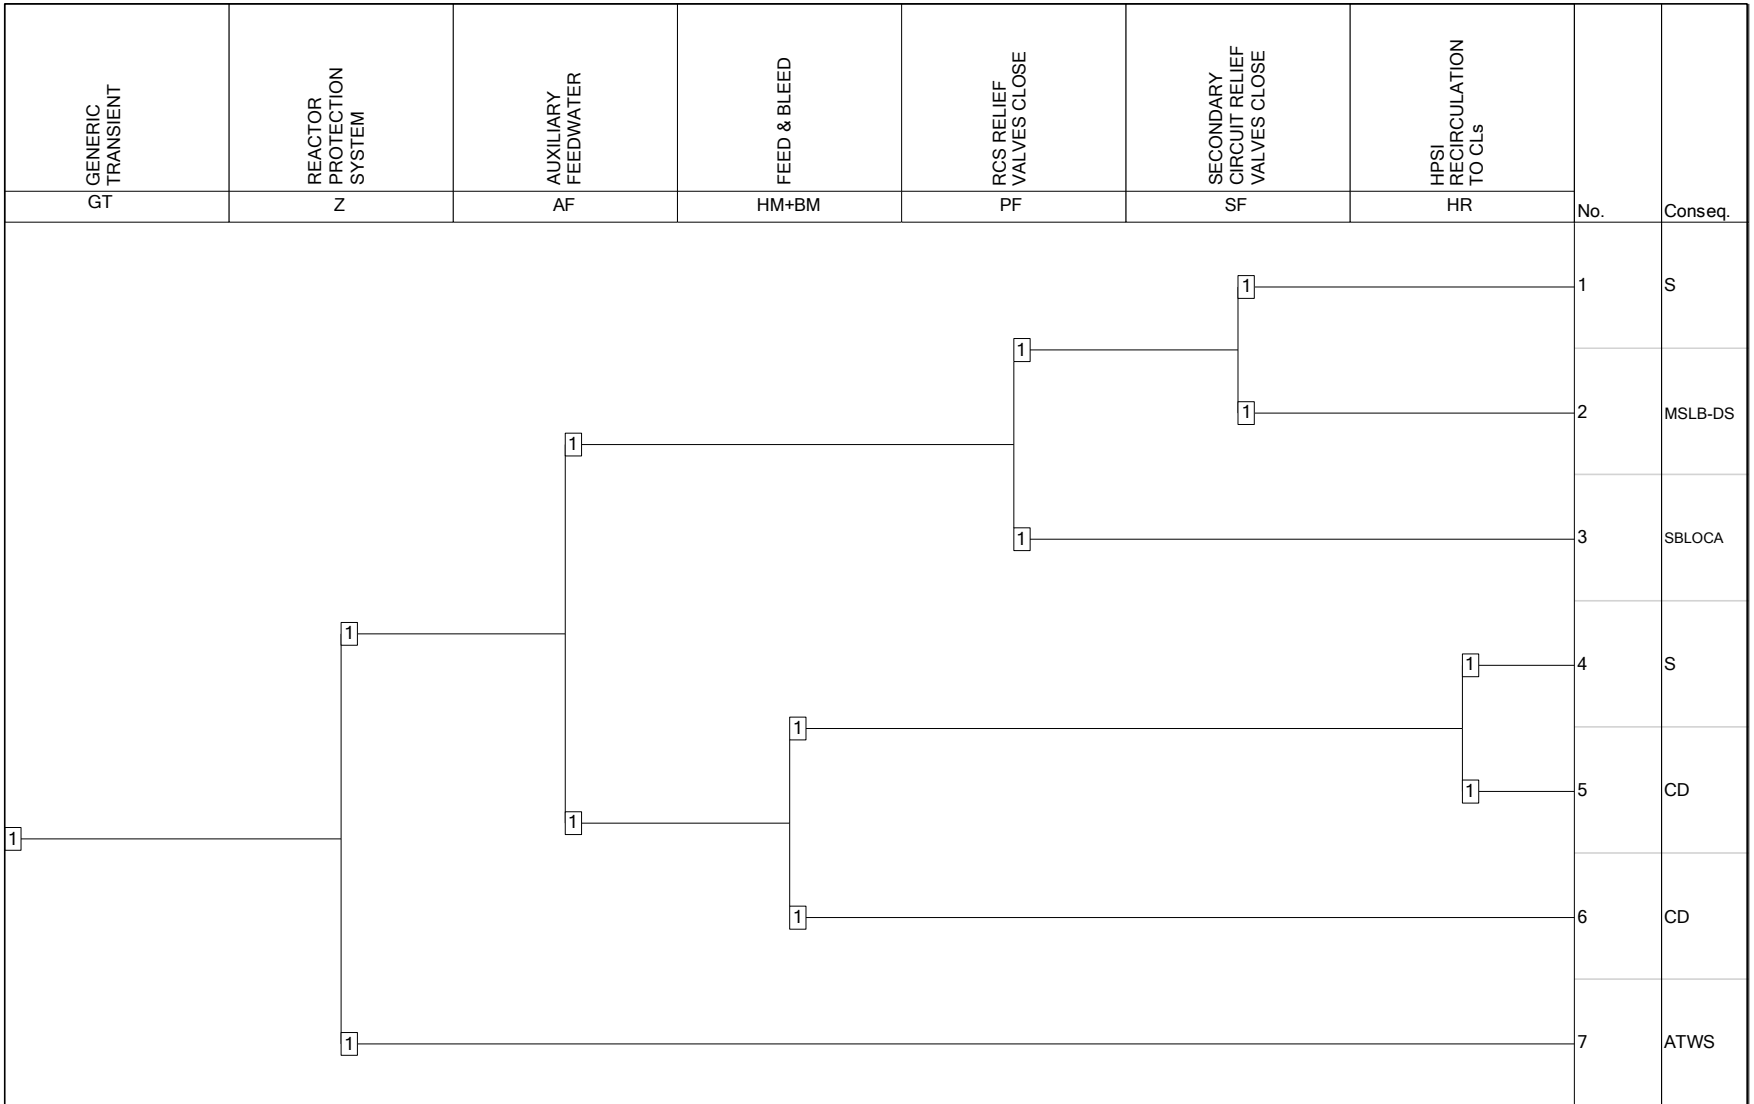 GENERIC
TRANSIENT
REACTOR
PROTECTION
SYSTEM
AUXILIARY
FEEDWATER
FEED & BLEED
RCS RELIEF
VALVES CLOSE
SECONDARY
CIRCUIT RELIEF
VALVES CLOSE
HPSI
RECIRCULATION
TO CLs
GT Z AF HM+BM PF SF HR No. Conseq.
1 1 S
1
1 2 MSLB-DS
1
1 3 SBLOCA
1
1 4 S
1
1 5 CD
1
1
1 6 CD
1 7 ATWS